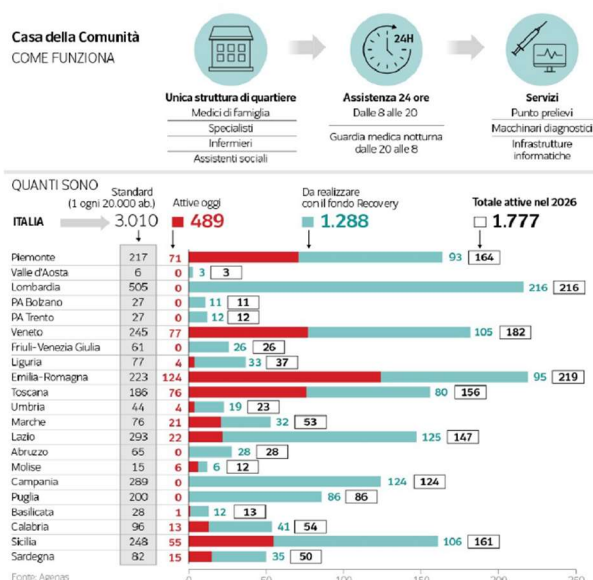 Casa della Comunità
COME FUNZIONA
24H
Unica struttura di quartiere
Medici di famiglia
Specialisti
Infermieri
Assistenti sociali
Assistenza 24 ore
Dalle 8 alle 20
Guardia medica notturna
dalle 20 alle 8
Servizi
Punto prelievi
Macchinari diagnostici
Infrastrutture
informatiche
QUANTI SONO
Standard
(1 ogni 20.000 ab.)
Attive oggi
Da realizzare
con il fondo Recovery
Totale attive nel 2026
ITALIA 3.010 489 1.288 1.777
Piemonte 217 71 93 164
Valle d'Aosta 6 0 3 3
Lombardia 505 0 216 216
PA Bolzano 27 0 11 11
PA Trento 27 0 12 12
Veneto 245 77 105 182
Friuli-Venezia Giulia 61 0 26 26
Liguria 77 4 33 37
Emilia-Romagna 223 124 95 219
Toscana 186 76 80 156
Umbria 44 4 19 23
Marche 76 21 32 53
Lazio 293 22 125 147
Abruzzo 65 0 28 28
Molise 15 6 6 12
Campania 289 0 124 124
Puglia 200 0 86 86
Basilicata 28 1 12 13
Calabria 96 13 41 54
Sicilia 248 55 106 161
Sardegna 82 15 35 50
Fonte: Agenas
0 50 100 150 200 250